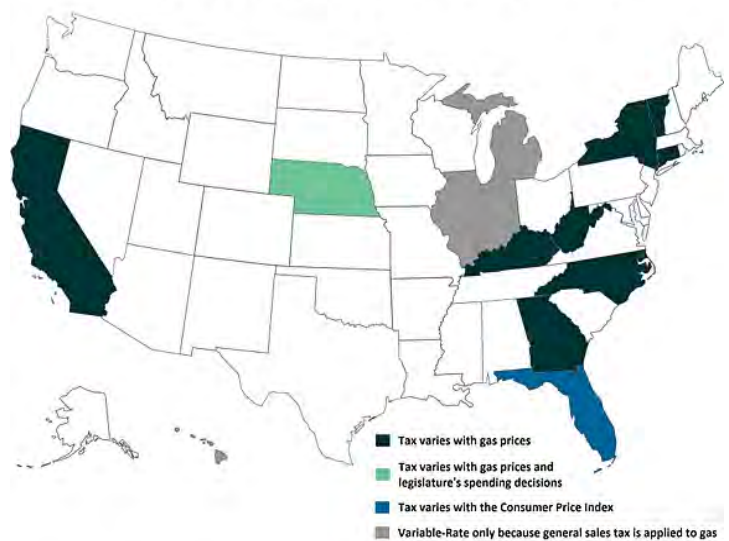 Tax varies with gas prices
Tax varies with gas prices and
legislature's spending decisions
Tax varies with the Consumer Price Index
Variable-Rate only because general sales tax is applied to gas